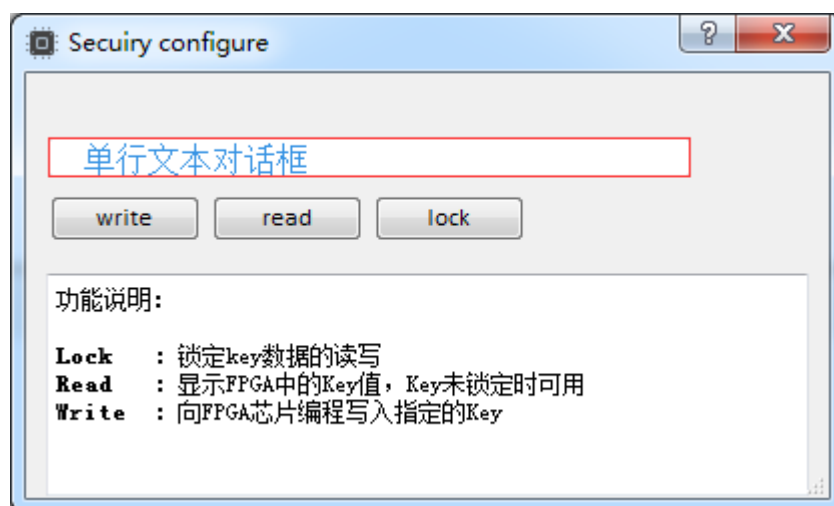 Secuiry configure
单行文本对话框
write read lock
功能说明：
Lock ：锁定key数据的读写
Read ：显示FPGA中的Key值，Key未锁定时可用
Write ：向FPGA芯片编程写入指定的Key